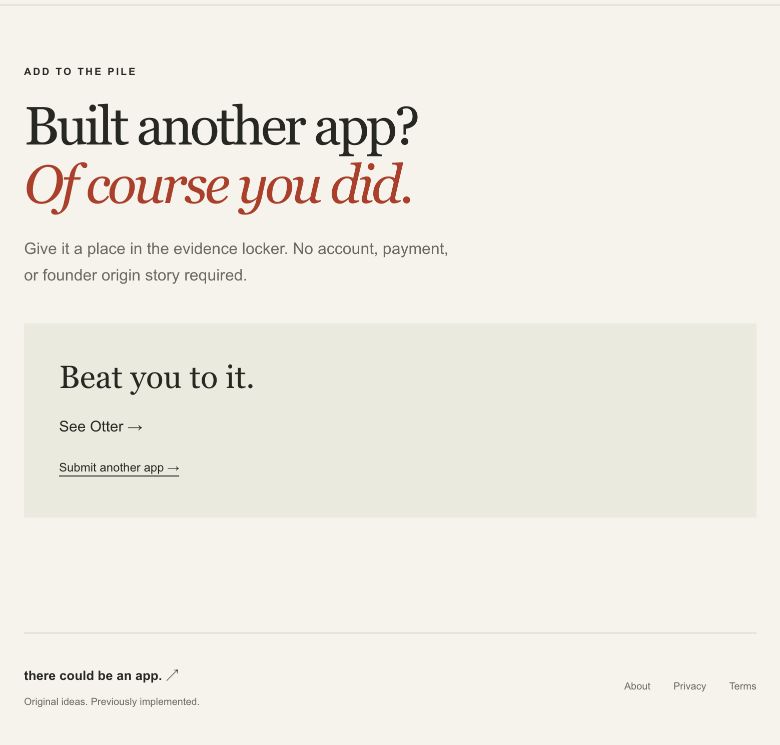 ADD TO THE PILE
Built another app?
Of course you did.
Give it a place in the evidence locker. No account, payment,
or founder origin story required.
Beat you to it.
See Otter →
Submit another app →
there could be an app. ↗
Original ideas. Previously implemented.
About Privacy Terms